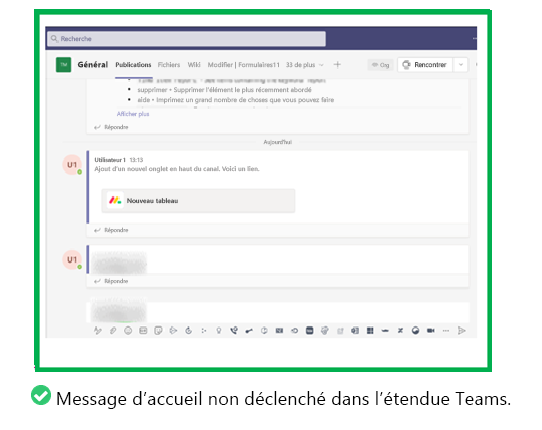 Recherche
TM Général Publications Fichiers Wiki Modifier | Formulaires11 33 de plus Org Rencontrer
• supprimer • Supprimer l'élément le plus récemment abordé
• aide • Imprimez un grand nombre de choses que vous pouvez faire
Afficher plus
Répondre
Aujourd'hui
U1 Utilisateur 1 13:13
Ajout d'un nouvel onglet en haut du canal. Voici un lien.
Nouveau tableau
Répondre
U1
Répondre
Message d'accueil non déclenché dans l'étendue Teams.